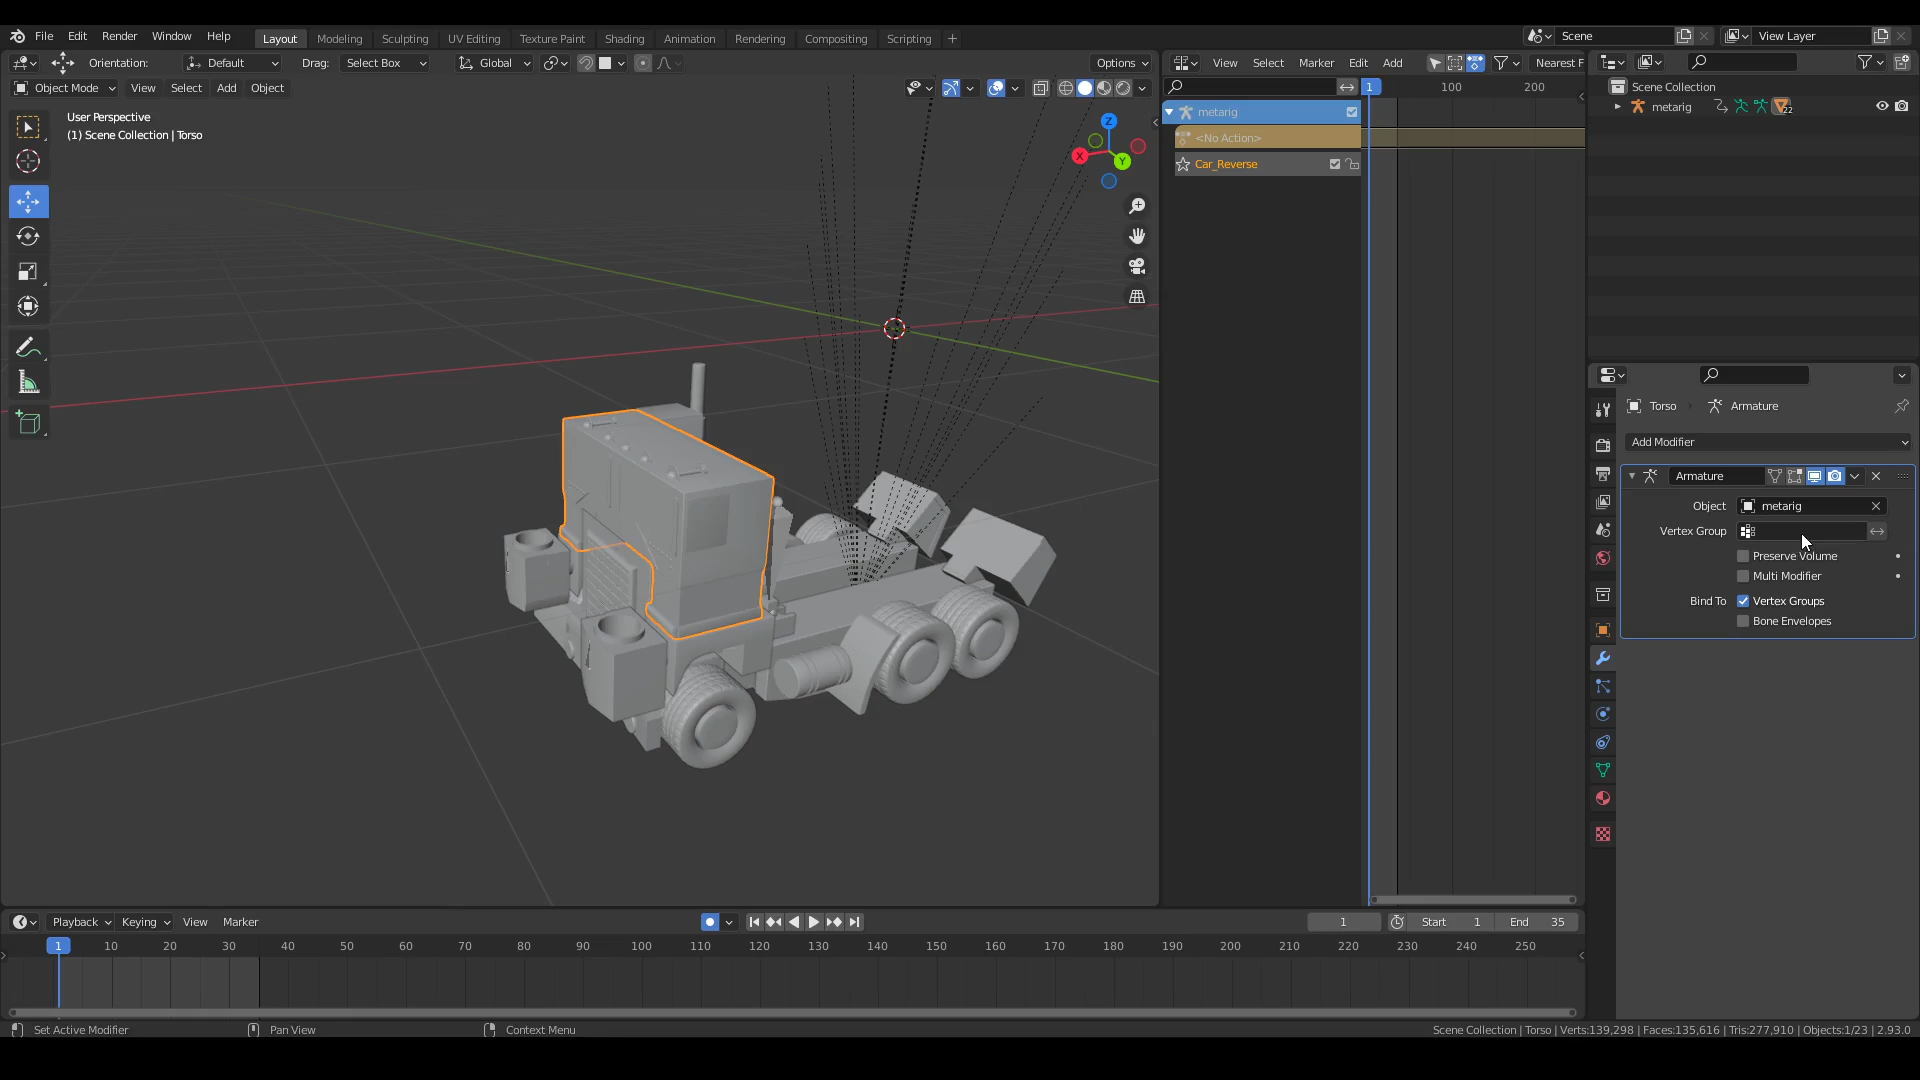 File Edit Render Window Help Layout Modeling Sculpting UV Editing Texture Paint Shading Animation Rendering Compositing Scripting + Scene View Layer
Orientation: Default Drag: Select Box Global Options View Select Marker Edit Add Nearest F
Object Mode View Select Add Object 1 100 200 Scene Collection
User Perspective
(1) Scene Collection | Torso
metarig
metarig
22
<No Action>
Car_Reverse
Z
X
Y
Torso Armature
Add Modifier
Armature
Object metarig
Vertex Group
Preserve Volume
Multi Modifier
Bind To Vertex Groups
Bone Envelopes
Playback Keying View Marker 1 Start 1 End 35
1 10 20 30 40 50 60 70 80 90 100 110 120 130 140 150 160 170 180 190 200 210 220 230 240 250
Set Active Modifier Pan View Context Menu Scene Collection | Torso | Verts:139,298 | Faces:135,616 | Tris:277,910 | Objects:1/23 | 2.93.0